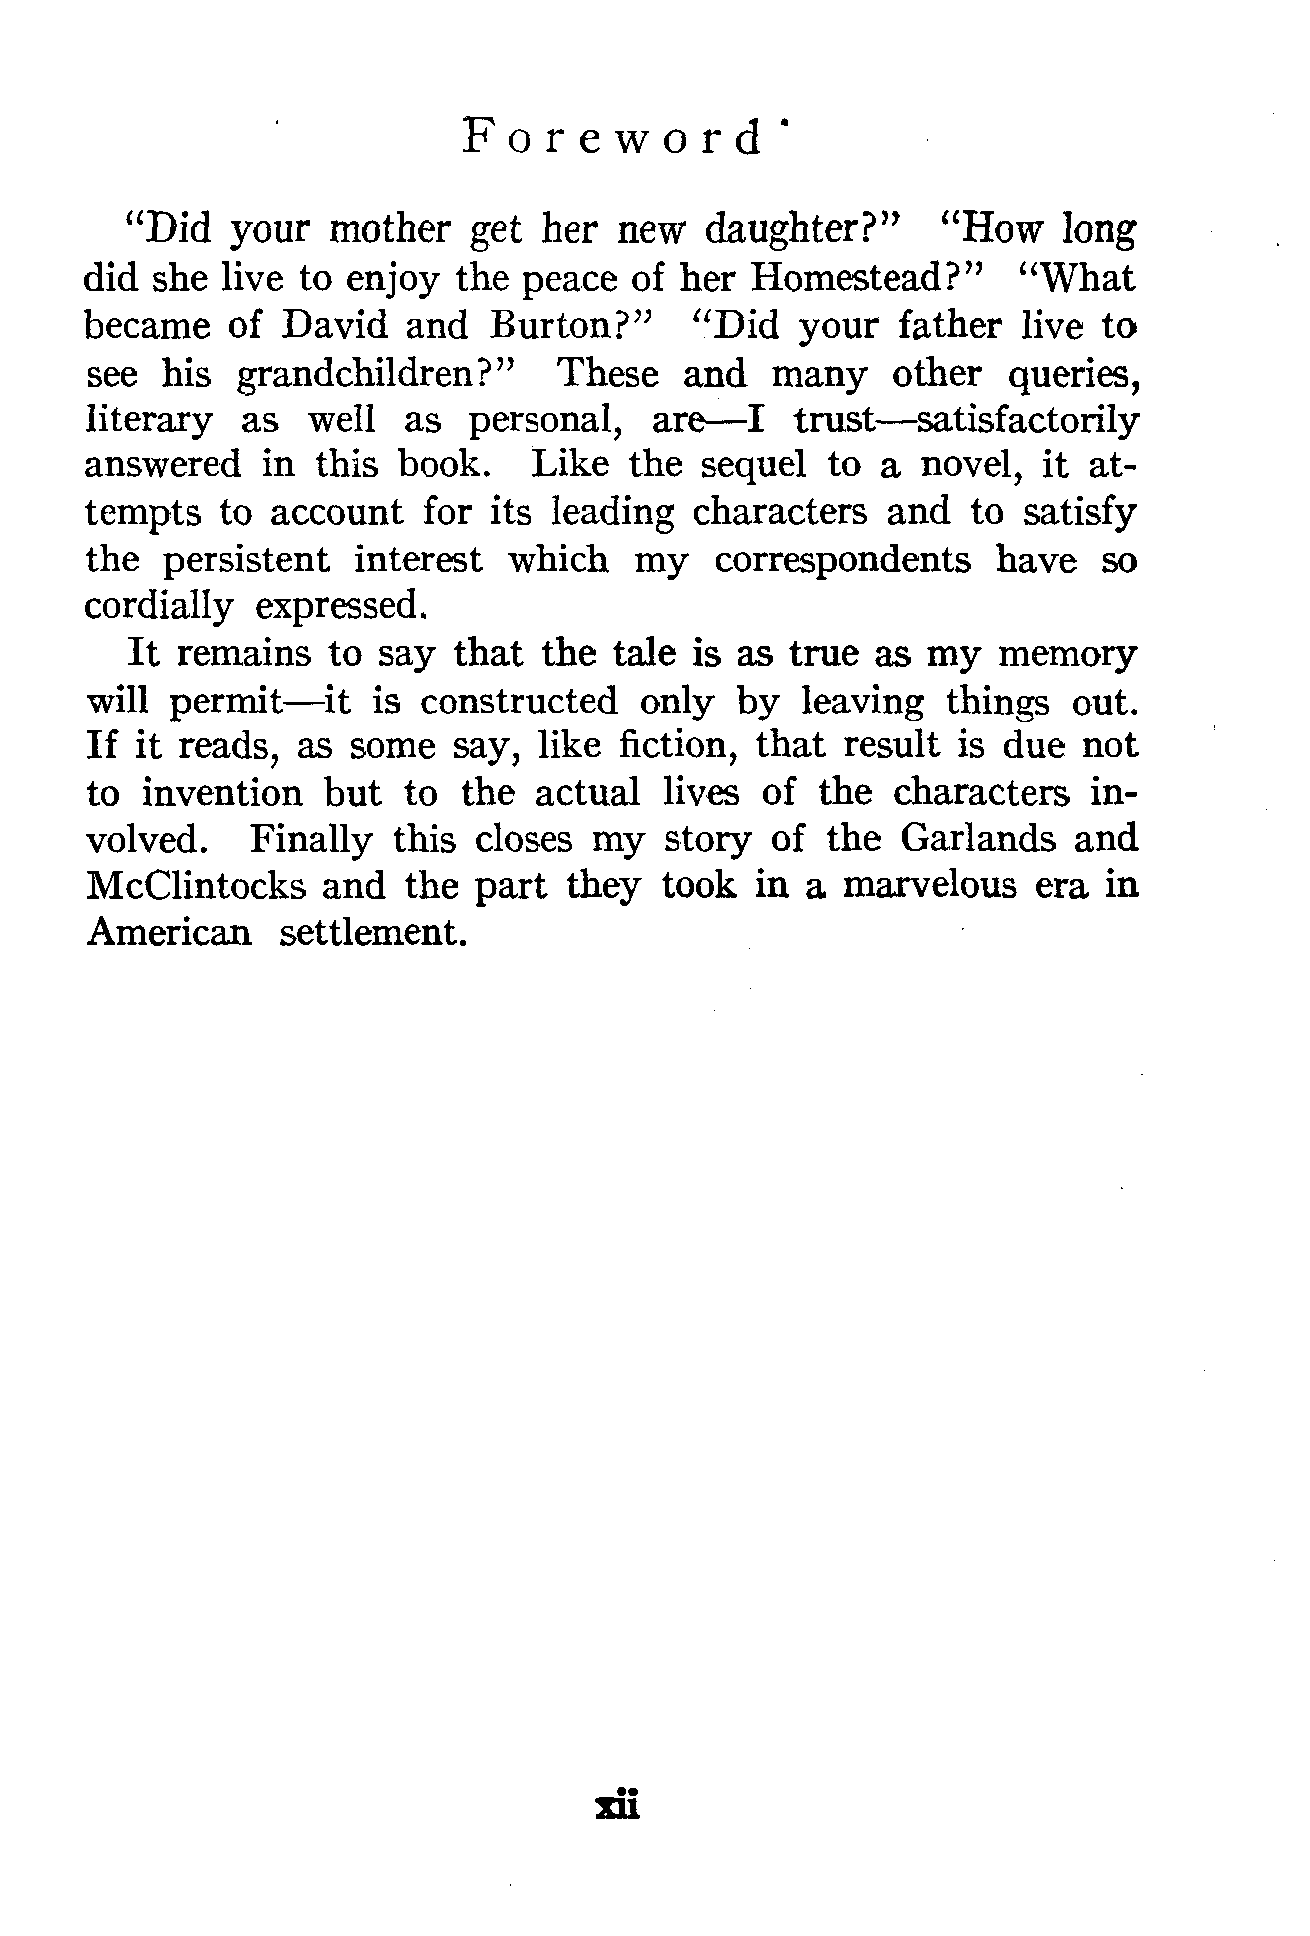 Foreword
“Did your mother get her new daughter?” “How long
did she live to enjoy the peace of her Homestead?” “What
became of David and Burton?” “Did your father live to
see his grandchildren?” These and many other queries,
literary as well as personal, are—I trust—satisfactorily
answered in this book. Like the sequel to a novel, it at-
tempts to account for its leading characters and to satisfy
the persistent interest which my correspondents have so
cordially expressed.
It remains to say that the tale is as true as my memory
will permit—it is constructed only by leaving things out.
If it reads, as some say, like fiction, that result is due not
to invention but to the actual lives of the characters in-
volved. Finally this closes my story of the Garlands and
McClintocks and the part they took in a marvelous era in
American settlement.
xii